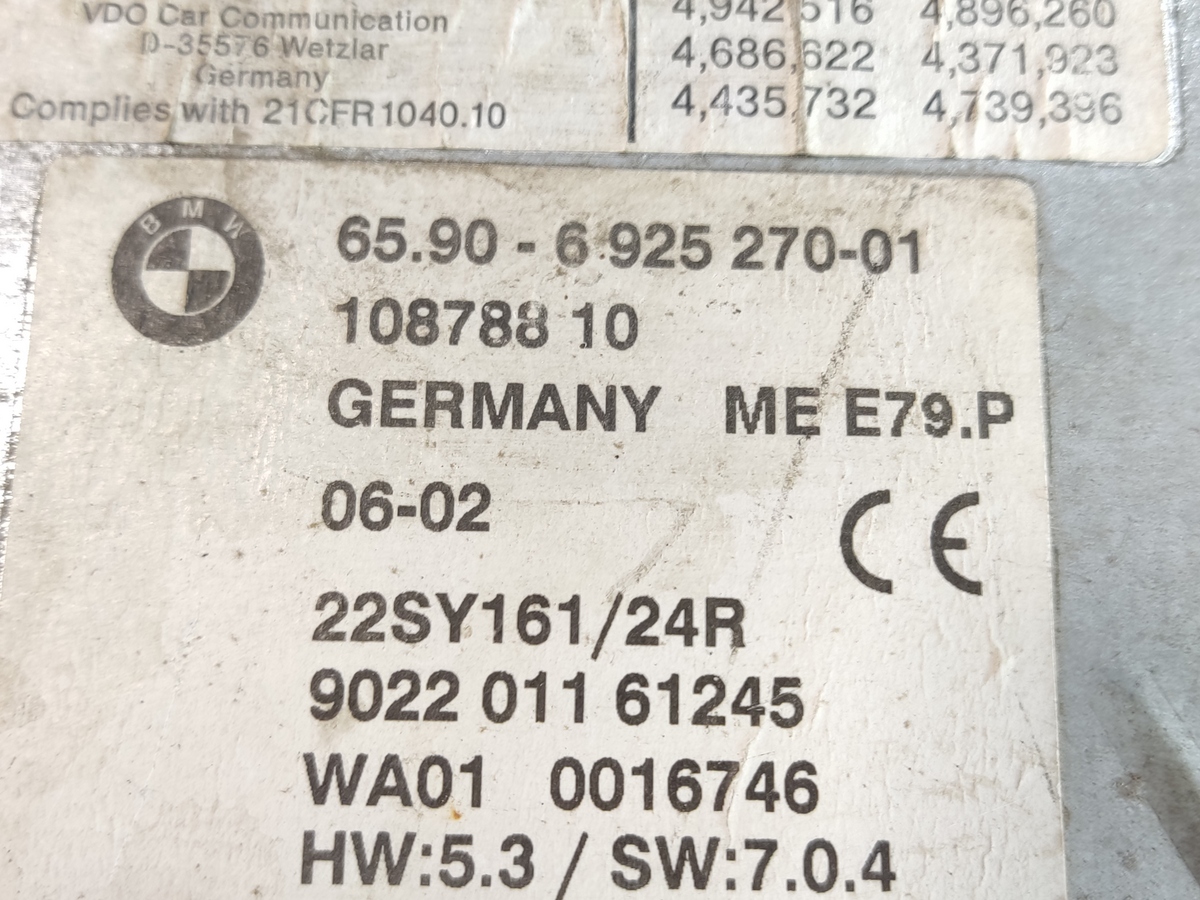 VDO Car Communication
D-35576 Wetzlar
Germany
Complies with 21CFR1040.10
4,942,516 4,896,260
4,686,622 4,371,923
4,435,732 4,739,396
BMW
65.90 - 6 925 270-01
108788 10
GERMANY ME E79.P
06-02
CE
22SY161/24R
9022 011 61245
WA01 0016746
HW:5.3 / SW:7.0.4